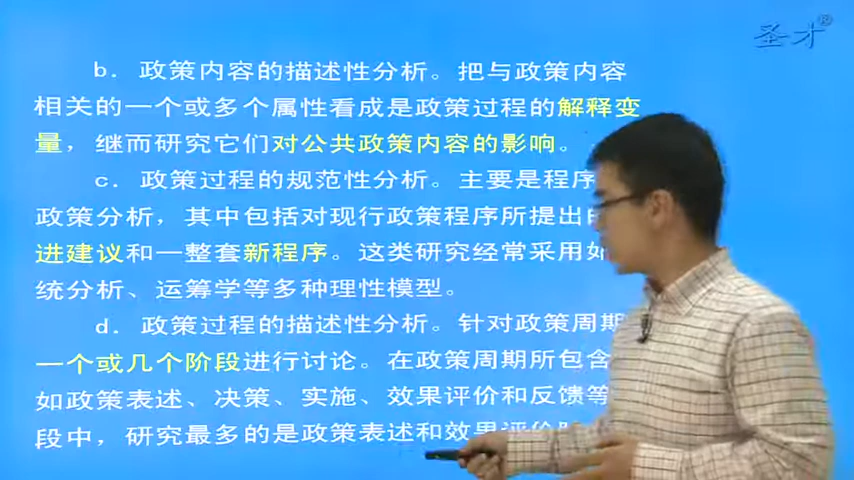 圣才®
b. 政策内容的描述性分析。把与政策内容
相关的一个或多个属性看成是政策过程的解释变
量，继而研究它们对公共政策内容的影响。
c. 政策过程的规范性分析。主要是程序
政策分析，其中包括对现行政策程序所提出
进建议和一整套新程序。这类研究经常采用如
统分析、运筹学等多种理性模型。
d. 政策过程的描述性分析。针对政策周期
一个或几个阶段进行讨论。在政策周期所包含
如政策表述、决策、实施、效果评价和反馈等
段中，研究最多的是政策表述和效果评价